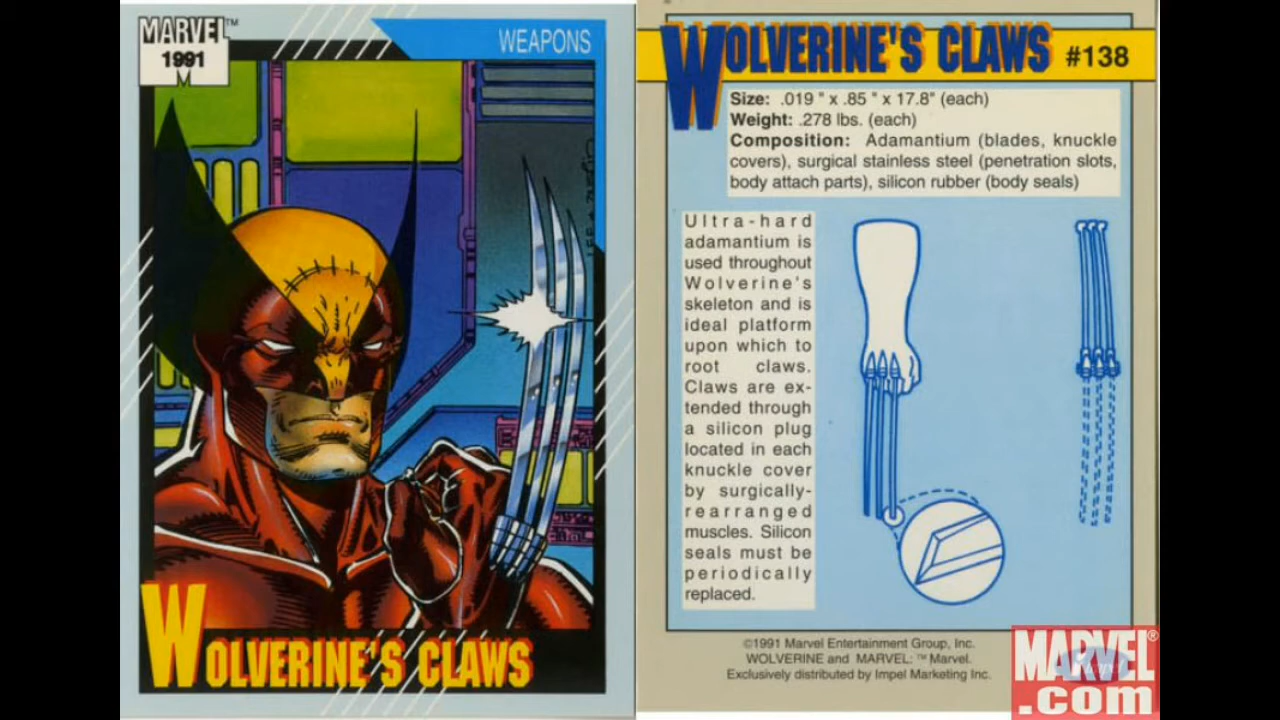 MARVEL™
1991
WEAPONS
WOLVERINE'S CLAWS
WOLVERINE'S CLAWS #138
Size: .019 " x .85 " x 17.8" (each)
Weight: .278 lbs. (each)
Composition: Adamantium (blades, knuckle
covers), surgical stainless steel (penetration slots,
body attach parts), silicon rubber (body seals)
Ultra-hard
adamantium is
used throughout
Wolverine's
skeleton and is
ideal platform
upon which to
root claws.
Claws are ex-
tended through
a silicon plug
located in each
knuckle cover
by surgically-
rearranged
muscles. Silicon
seals must be
periodically
replaced.
©1991 Marvel Entertainment Group, Inc.
WOLVERINE and MARVEL: ™ Marvel.
Exclusively distributed by Impel Marketing Inc.
MARVEL®
.com